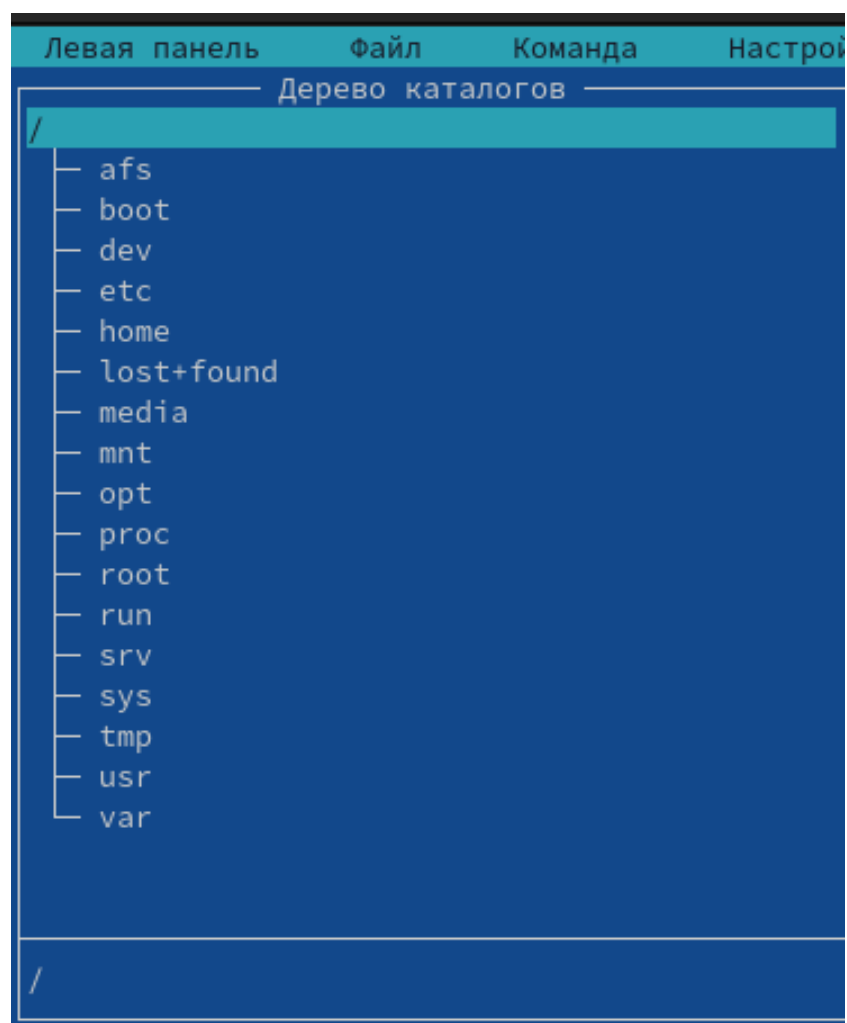 Левая панель Файл Команда Настрой
Дерево каталогов
/
afs
boot
dev
etc
home
lost+found
media
mnt
opt
proc
root
run
srv
sys
tmp
usr
var
/